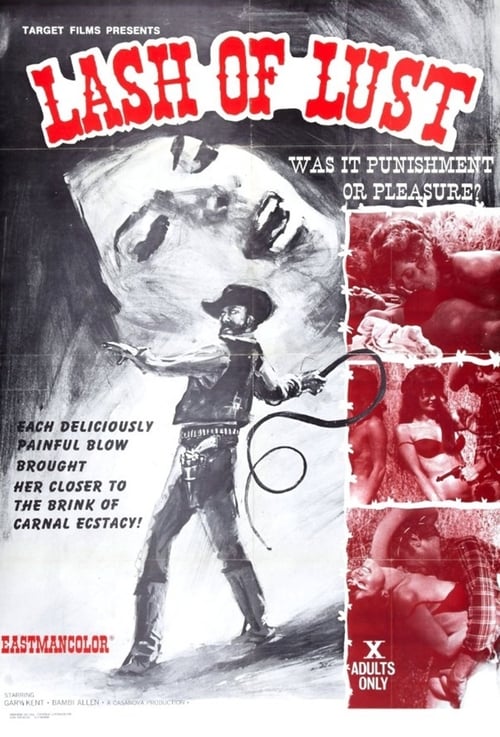 TARGET FILMS PRESENTS
LASH OF LUST
WAS IT PUNISHMENT
OR PLEASURE?
EACH DELICIOUSLY
PAINFUL BLOW
BROUGHT
HER CLOSER TO
THE BRINK OF
CARNAL ECSTACY!
EASTMANCOLOR
X
ADULTS
ONLY
STARRING
GARY KENT • BAMBI ALLEN • A CASANOVA PRODUCTION •